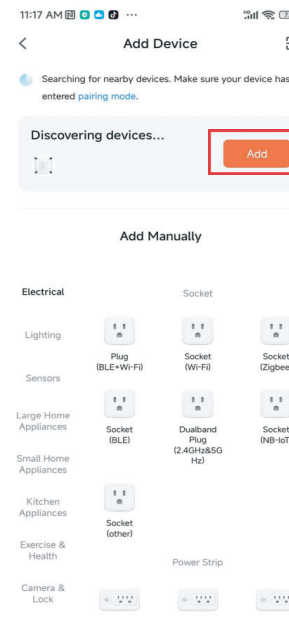 11:17 AM
Add Device
Searching for nearby devices. Make sure your device has
entered pairing mode.
Discovering devices...
Add
Add Manually
Electrical
Socket
Lighting
Plug
(BLE+Wi-Fi)
Socket
(Wi-Fi)
Socket
(Zigbee
Sensors
Large Home
Appliances
Socket
(BLE)
Dualband
Plug
(2.4GHz&5G
Hz)
Socket
(NB-IoT
Small Home
Appliances
Kitchen
Appliances
Socket
(other)
Exercise &
Health
Power Strip
Camera &
Lock